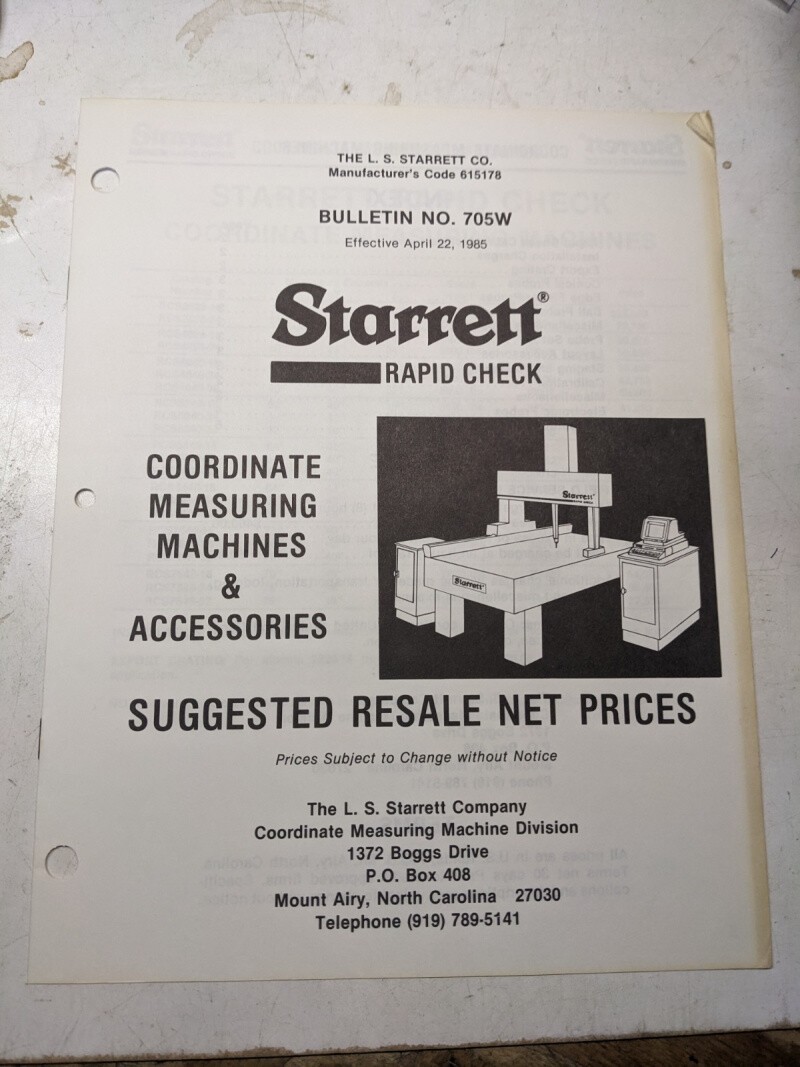 THE L. S. STARRETT CO.
Manufacturer's Code 615178
BULLETIN NO. 705W
Effective April 22, 1985
Starrett®
RAPID CHECK
COORDINATE
MEASURING
MACHINES
&
ACCESSORIES
Starrett
Starrett
SUGGESTED RESALE NET PRICES
Prices Subject to Change without Notice
The L. S. Starrett Company
Coordinate Measuring Machine Division
1372 Boggs Drive
P.O. Box 408
Mount Airy, North Carolina 27030
Telephone (919) 789-5141